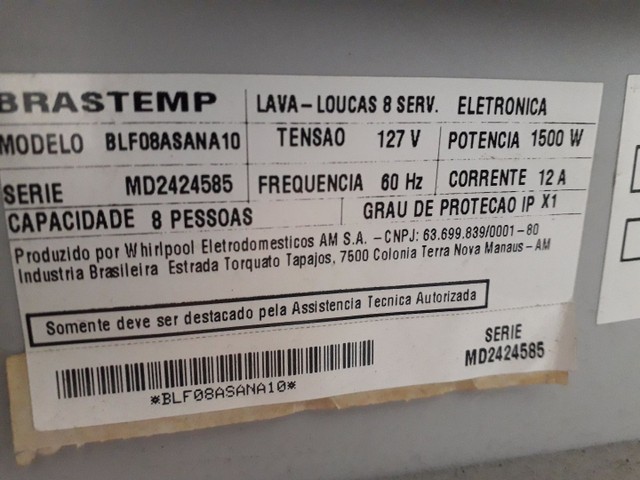 BRASTEMP LAVA-LOUCAS 8 SERV. ELETRONICA
MODELO BLF08ASANA10 TENSAO 127 V POTENCIA 1500 W
SERIE MD2424585 FREQUENCIA 60 Hz CORRENTE 12 A
CAPACIDADE 8 PESSOAS GRAU DE PROTECAO IP X1
Produzido por Whirlpool Eletrodomesticos AM S.A. - CNPJ: 63.699.839/0001-80
Industria Brasileira Estrada Torquato Tapajos, 7500 Colonia Terra Nova Manaus-AM
Somente deve ser destacado pela Assistencia Tecnica Autorizada
SERIE
MD2424585
*BLF08ASANA10*